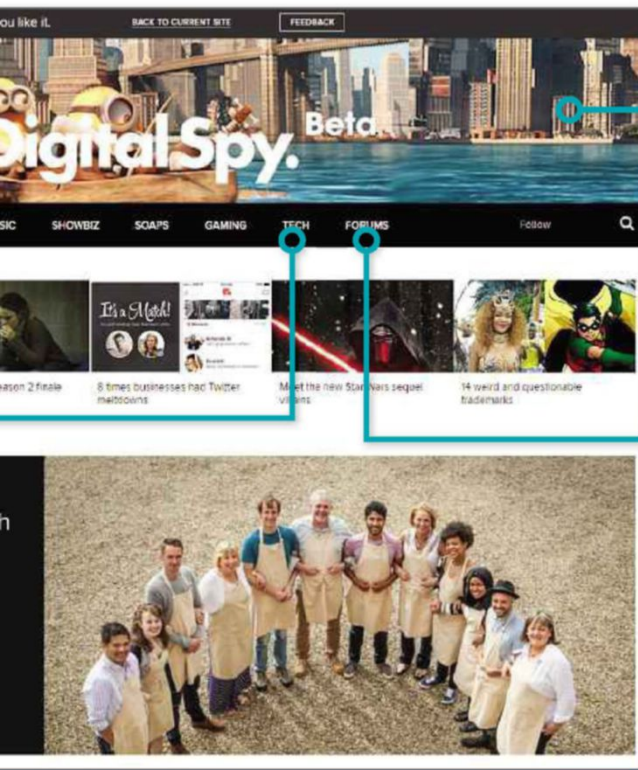 ou like it.
BACK TO CURRENT SITE
FEEDBACK
Digital Spy. Beta
SIC
SHOWBIZ
SOAPS
GAMING
TECH
FORUMS
Follow
eason 2 finale
It's a Match!
8 times businesses had Twitter
meltdowns
Meet the new Star Wars sequel
villains
14 weird and questionable
trademarks
h